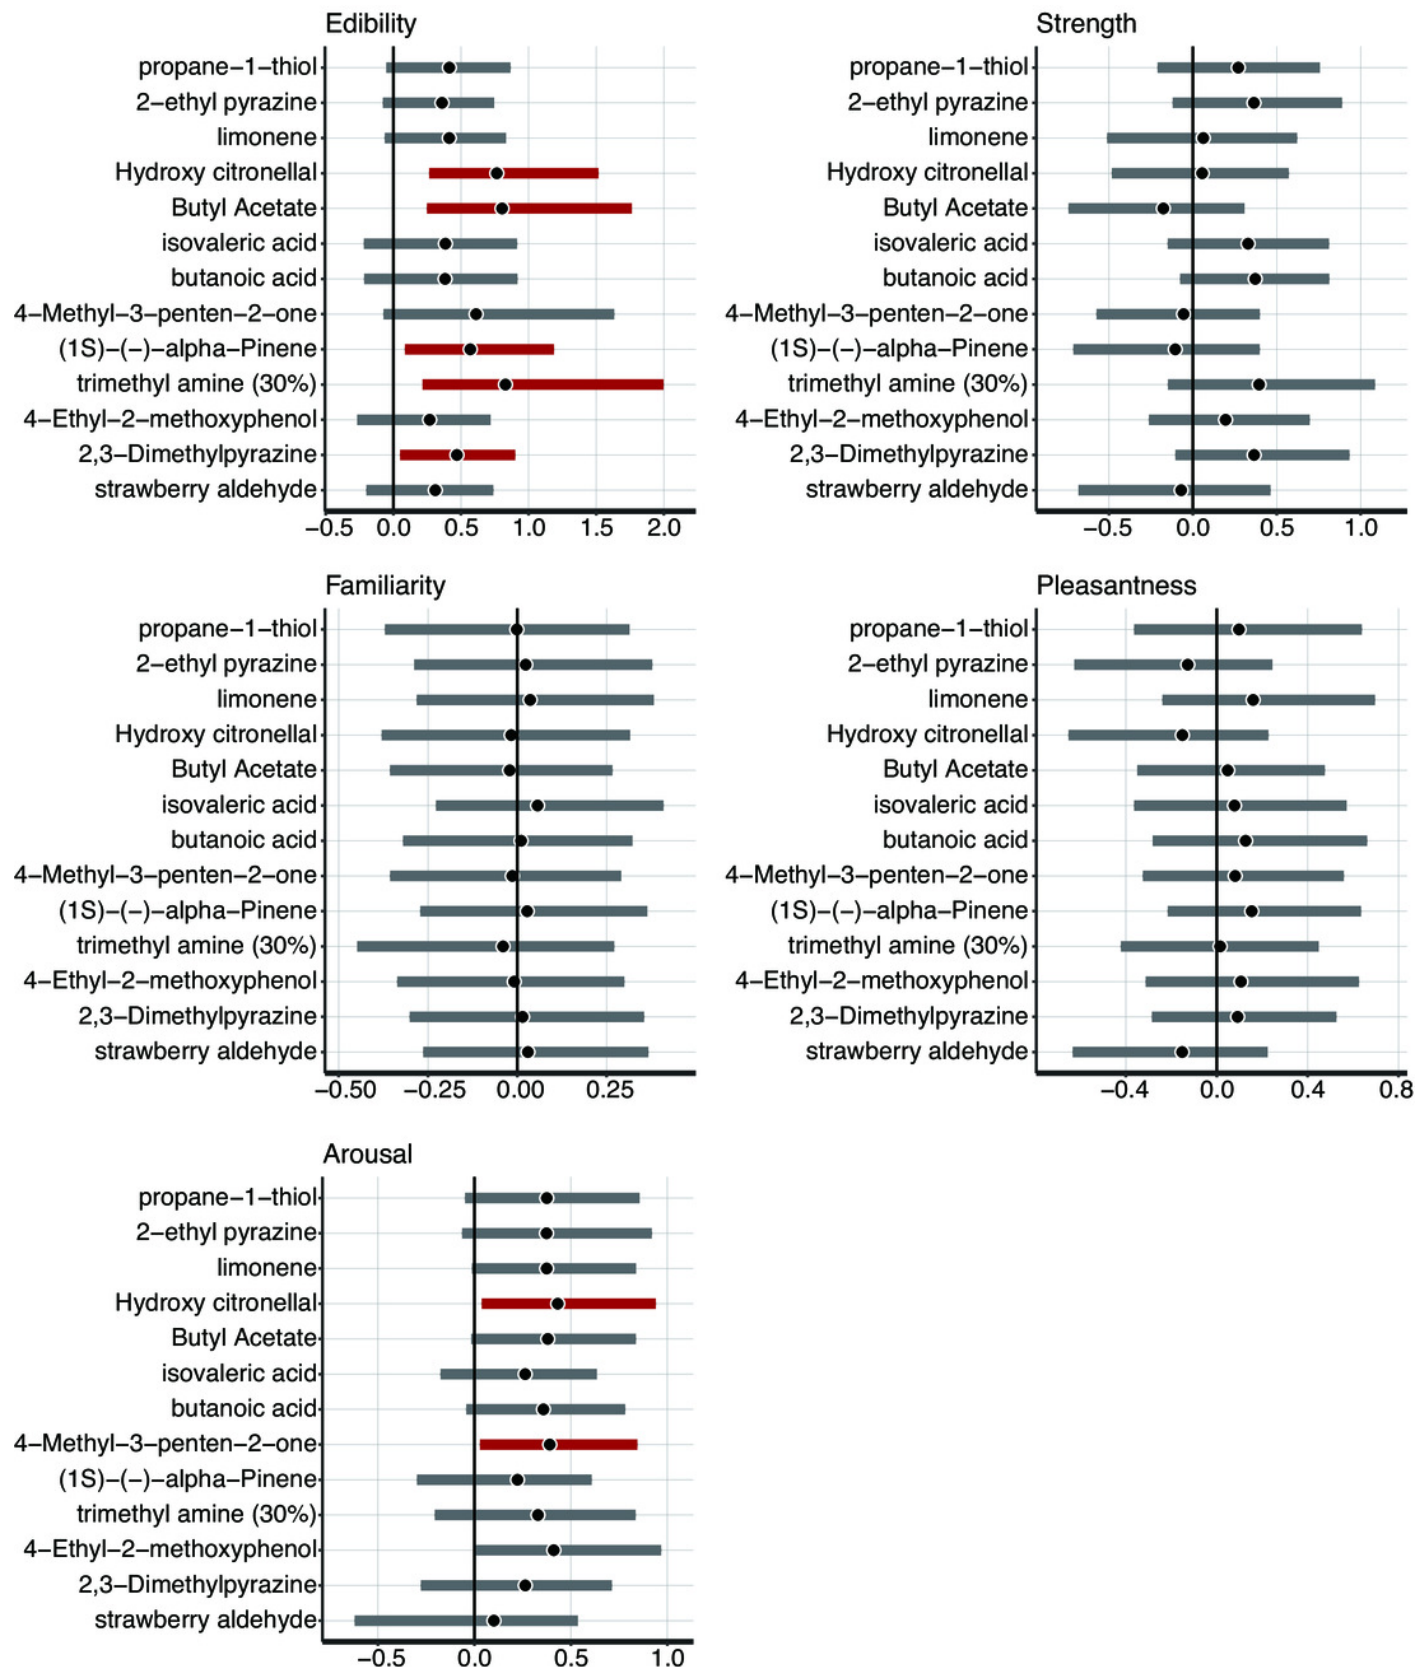 Edibility
propane−1−thiol
2−ethyl pyrazine
limonene
Hydroxy citronellal
Butyl Acetate
isovaleric acid
butanoic acid
4−Methyl−3−penten−2−one
(1S)−(−)−alpha−Pinene
trimethyl amine (30%)
4−Ethyl−2−methoxyphenol
2,3−Dimethylpyrazine
strawberry aldehyde
−0.5 0.0 0.5 1.0 1.5 2.0
Strength
propane−1−thiol
2−ethyl pyrazine
limonene
Hydroxy citronellal
Butyl Acetate
isovaleric acid
butanoic acid
4−Methyl−3−penten−2−one
(1S)−(−)−alpha−Pinene
trimethyl amine (30%)
4−Ethyl−2−methoxyphenol
2,3−Dimethylpyrazine
strawberry aldehyde
−0.5 0.0 0.5 1.0
Familiarity
propane−1−thiol
2−ethyl pyrazine
limonene
Hydroxy citronellal
Butyl Acetate
isovaleric acid
butanoic acid
4−Methyl−3−penten−2−one
(1S)−(−)−alpha−Pinene
trimethyl amine (30%)
4−Ethyl−2−methoxyphenol
2,3−Dimethylpyrazine
strawberry aldehyde
−0.50 −0.25 0.00 0.25
Pleasantness
propane−1−thiol
2−ethyl pyrazine
limonene
Hydroxy citronellal
Butyl Acetate
isovaleric acid
butanoic acid
4−Methyl−3−penten−2−one
(1S)−(−)−alpha−Pinene
trimethyl amine (30%)
4−Ethyl−2−methoxyphenol
2,3−Dimethylpyrazine
strawberry aldehyde
−0.4 0.0 0.4 0.8
Arousal
propane−1−thiol
2−ethyl pyrazine
limonene
Hydroxy citronellal
Butyl Acetate
isovaleric acid
butanoic acid
4−Methyl−3−penten−2−one
(1S)−(−)−alpha−Pinene
trimethyl amine (30%)
4−Ethyl−2−methoxyphenol
2,3−Dimethylpyrazine
strawberry aldehyde
−0.5 0.0 0.5 1.0